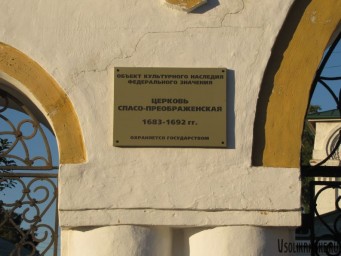 ОБЪЕКТ КУЛЬТУРНОГО НАСЛЕДИЯ
ФЕДЕРАЛЬНОГО ЗНАЧЕНИЯ
ЦЕРКОВЬ
СПАСО-ПРЕОБРАЖЕНСКАЯ
1683-1692 гг.
ОХРАНЯЕТСЯ ГОСУДАРСТВОМ